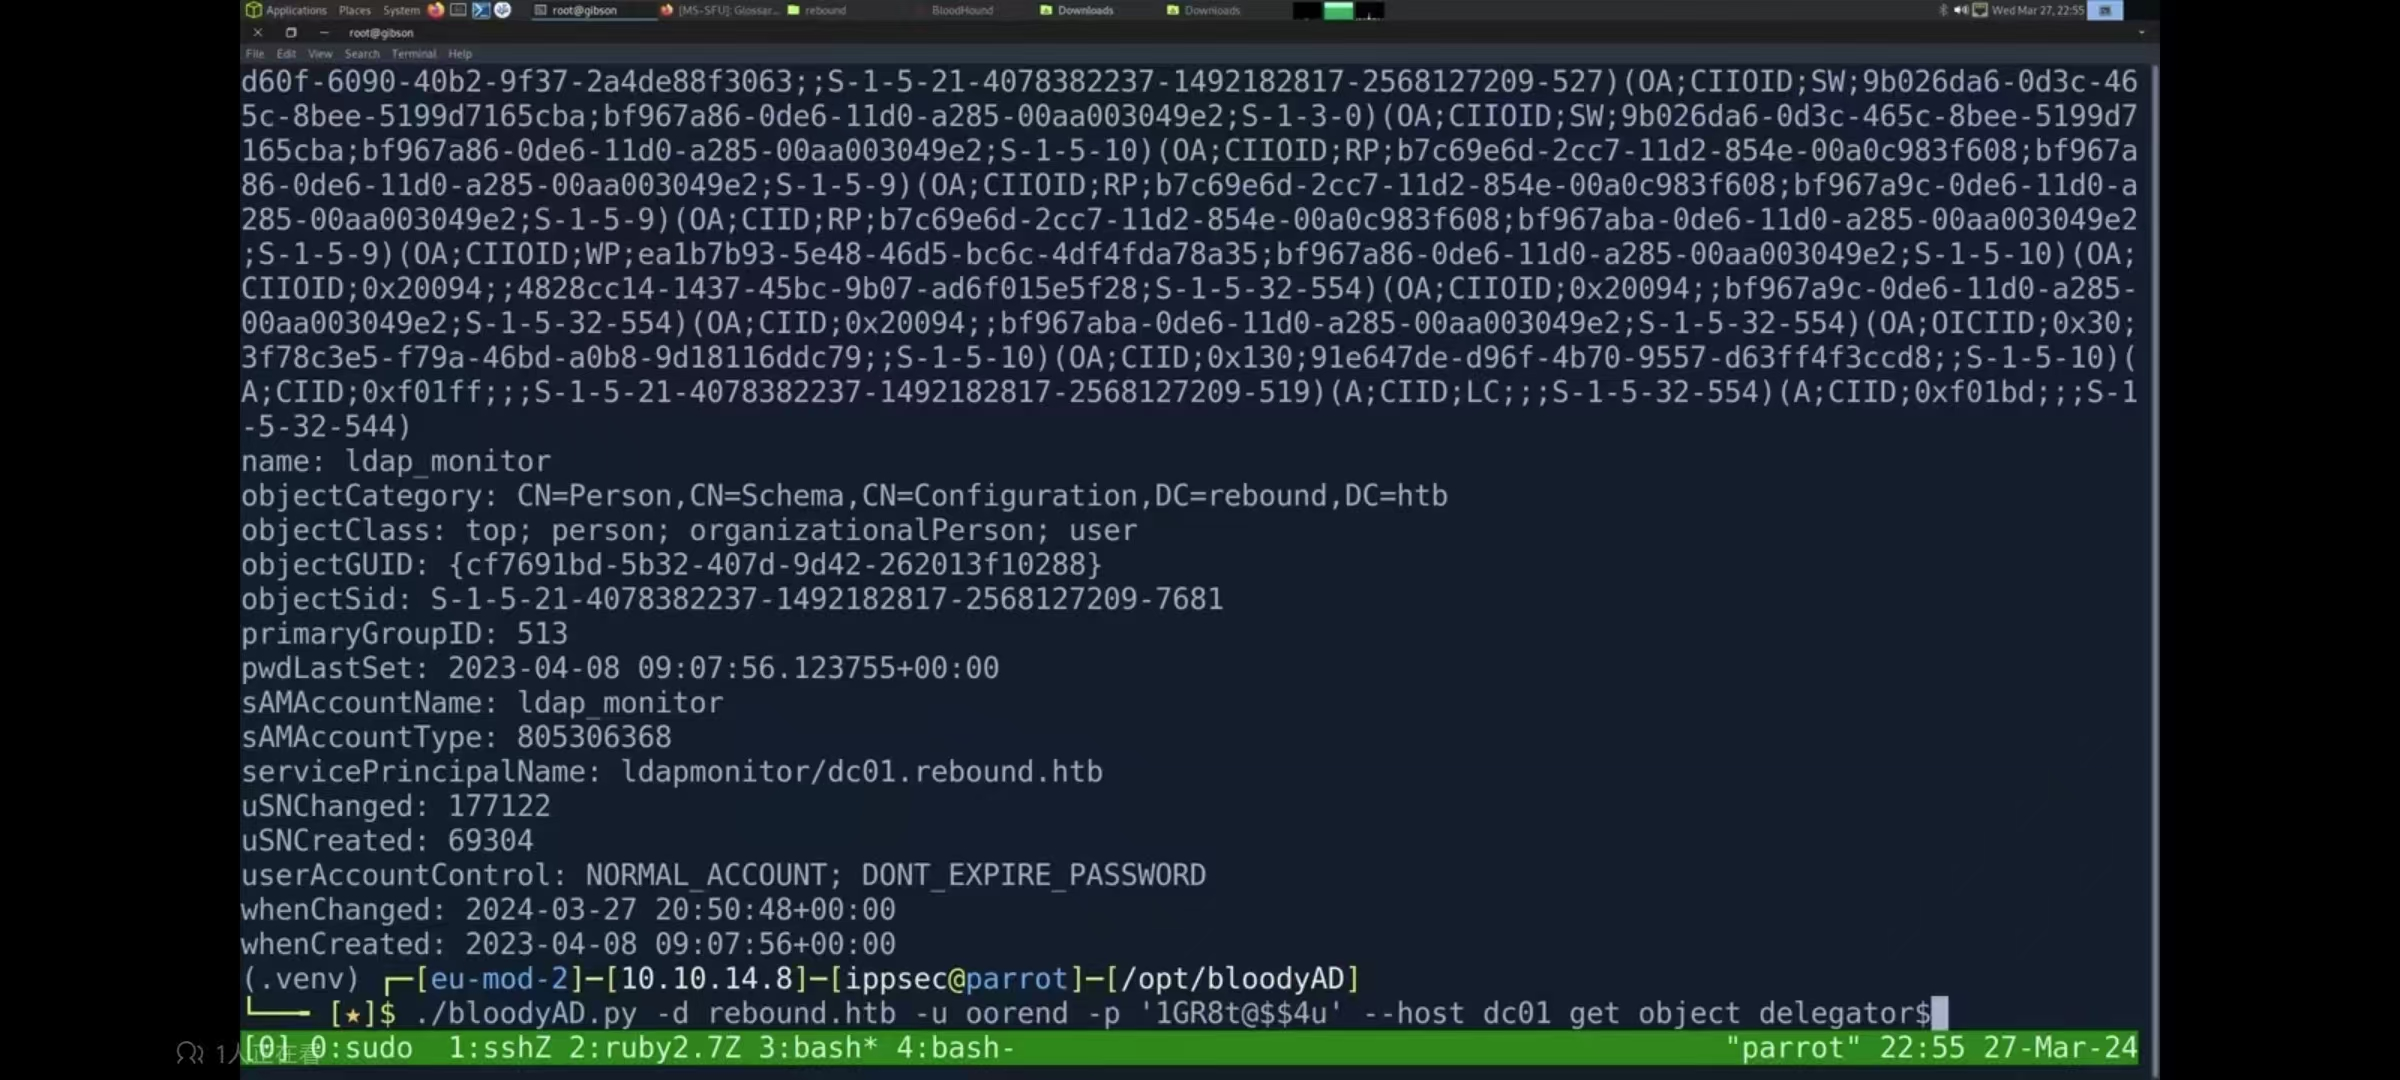 Applications Places System root@gibson [MS-SFU]: Glossar... rebound BloodHound Downloads Downloads Wed Mar 27, 22:55
root@gibson
File Edit View Search Terminal Help
d60f-6090-40b2-9f37-2a4de88f3063;;S-1-5-21-4078382237-1492182817-2568127209-527)(OA;CIIOID;SW;9b026da6-0d3c-46
5c-8bee-5199d7165cba;bf967a86-0de6-11d0-a285-00aa003049e2;S-1-3-0)(OA;CIIOID;SW;9b026da6-0d3c-465c-8bee-5199d7
165cba;bf967a86-0de6-11d0-a285-00aa003049e2;S-1-5-10)(OA;CIIOID;RP;b7c69e6d-2cc7-11d2-854e-00a0c983f608;bf967a
86-0de6-11d0-a285-00aa003049e2;S-1-5-9)(OA;CIIOID;RP;b7c69e6d-2cc7-11d2-854e-00a0c983f608;bf967a9c-0de6-11d0-a
285-00aa003049e2;S-1-5-9)(OA;CIID;RP;b7c69e6d-2cc7-11d2-854e-00a0c983f608;bf967aba-0de6-11d0-a285-00aa003049e2
;S-1-5-9)(OA;CIIOID;WP;ea1b7b93-5e48-46d5-bc6c-4df4fda78a35;bf967a86-0de6-11d0-a285-00aa003049e2;S-1-5-10)(OA;
CIIOID;0x20094;;4828cc14-1437-45bc-9b07-ad6f015e5f28;S-1-5-32-554)(OA;CIIOID;0x20094;;bf967a9c-0de6-11d0-a285-
00aa003049e2;S-1-5-32-554)(OA;CIID;0x20094;;bf967aba-0de6-11d0-a285-00aa003049e2;S-1-5-32-554)(OA;OICIID;0x30;
3f78c3e5-f79a-46bd-a0b8-9d18116ddc79;;S-1-5-10)(OA;CIID;0x130;91e647de-d96f-4b70-9557-d63ff4f3ccd8;;S-1-5-10)(
A;CIID;0xf01ff;;;S-1-5-21-4078382237-1492182817-2568127209-519)(A;CIID;LC;;;S-1-5-32-554)(A;CIID;0xf01bd;;;S-1
-5-32-544)
name: ldap_monitor
objectCategory: CN=Person,CN=Schema,CN=Configuration,DC=rebound,DC=htb
objectClass: top; person; organizationalPerson; user
objectGUID: {cf7691bd-5b32-407d-9d42-262013f10288}
objectSid: S-1-5-21-4078382237-1492182817-2568127209-7681
primaryGroupID: 513
pwdLastSet: 2023-04-08 09:07:56.123755+00:00
sAMAccountName: ldap_monitor
sAMAccountType: 805306368
servicePrincipalName: ldapmonitor/dc01.rebound.htb
uSNChanged: 177122
uSNCreated: 69304
userAccountControl: NORMAL_ACCOUNT; DONT_EXPIRE_PASSWORD
whenChanged: 2024-03-27 20:50:48+00:00
whenCreated: 2023-04-08 09:07:56+00:00
(.venv) ┌─[eu-mod-2]─[10.10.14.8]─[ippsec@parrot]─[/opt/bloodyAD]
└──╼ [★]$ ./bloodyAD.py -d rebound.htb -u oorend -p '1GR8t@$$4u' --host dc01 get object delegator$
[0] 0:sudo 1:sshZ 2:ruby2.7Z 3:bash* 4:bash- "parrot" 22:55 27-Mar-24
1人正在看